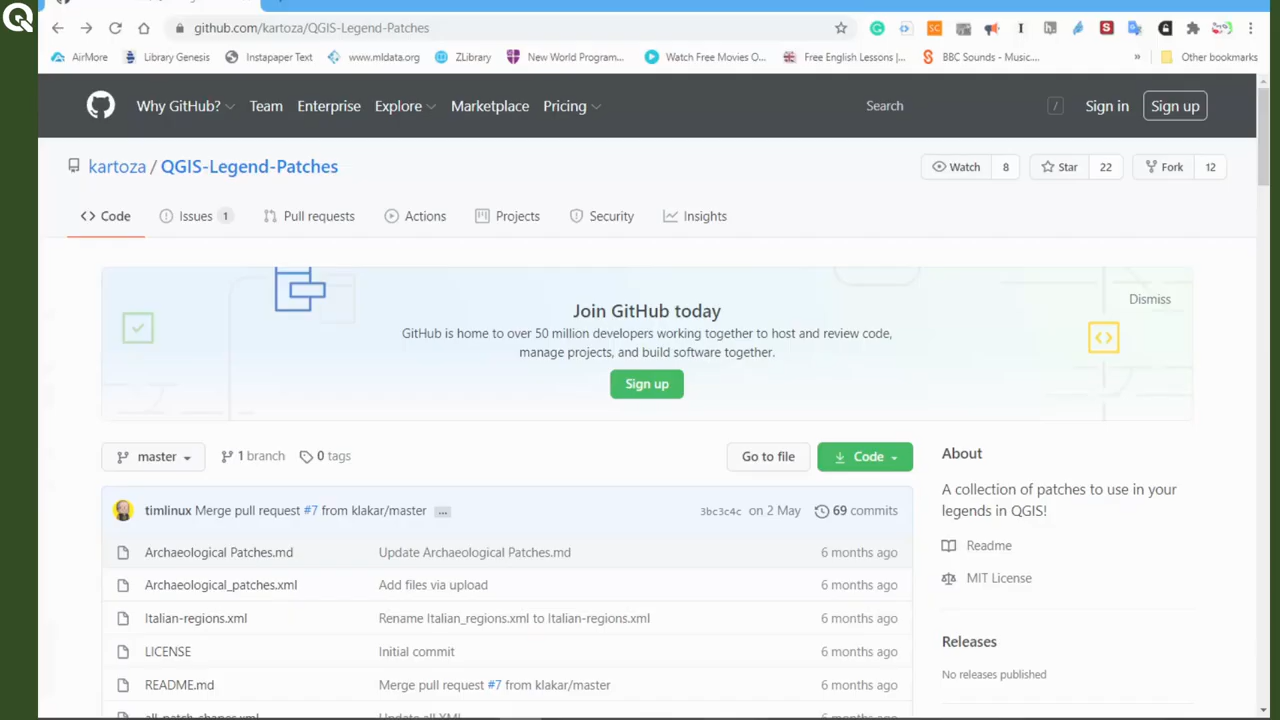 github.com/kartoza/QGIS-Legend-Patches
AirMore Library Genesis Instapaper Text www.mldata.org ZLibrary New World Program... Watch Free Movies O... Free English Lessons |... BBC Sounds - Music.... » Other bookmarks
Why GitHub? Team Enterprise Explore Marketplace Pricing Search / Sign in Sign up
kartoza / QGIS-Legend-Patches Watch 8 Star 22 Fork 12
Code Issues 1 Pull requests Actions Projects Security Insights
Dismiss
Join GitHub today
GitHub is home to over 50 million developers working together to host and review code,
manage projects, and build software together.
Sign up
master 1 branch 0 tags Go to file Code
timlinux Merge pull request #7 from klakar/master ... 3bc3c4c on 2 May 69 commits
Archaeological Patches.md Update Archaeological Patches.md 6 months ago
Archaeological_patches.xml Add files via upload 6 months ago
Italian-regions.xml Rename Italian_regions.xml to Italian-regions.xml 6 months ago
LICENSE Initial commit 6 months ago
README.md Merge pull request #7 from klakar/master 6 months ago
all_patch_shapes.xml Update all XML
About
A collection of patches to use in your
legends in QGIS!
Readme
MIT License
Releases
No releases published